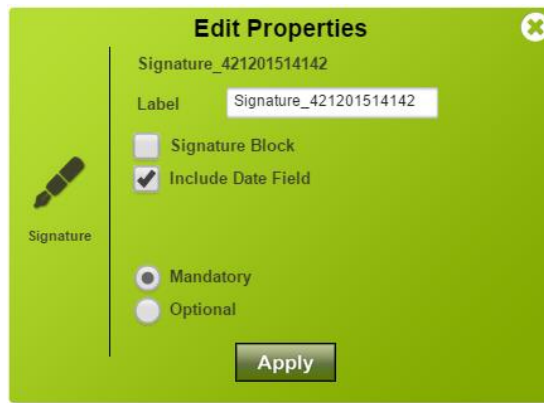 Edit Properties
Signature_421201514142
Label Signature_421201514142
Signature Block
Include Date Field
Signature
Mandatory
Optional
Apply